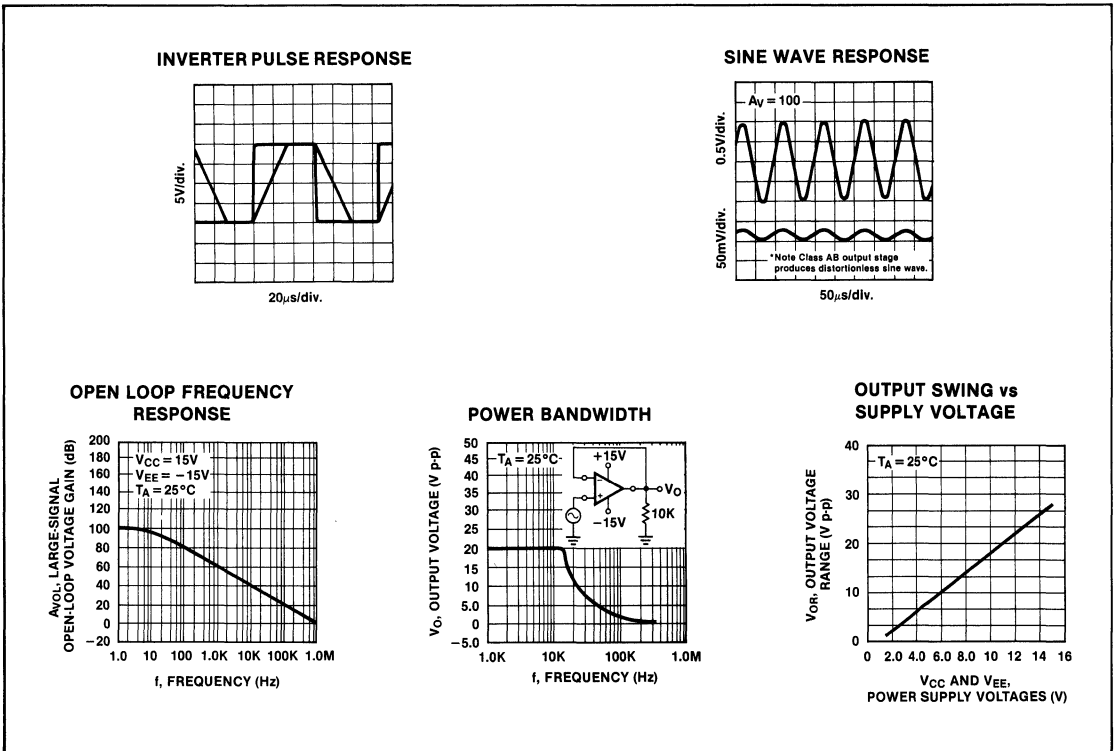 INVERTER PULSE RESPONSE
5V/div.
20µs/div.
SINE WAVE RESPONSE
AV = 100
0.5V/div.
50mV/div.
*Note Class AB output stage
produces distortionless sine wave.
50µs/div.
OPEN LOOP FREQUENCY
RESPONSE
AVOL, LARGE-SIGNAL
OPEN-LOOP VOLTAGE GAIN (dB)
200
180
160
140
120
100
80
60
40
20
0
−20
VCC = 15V
VEE = −15V
TA = 25°C
1.0 10 100 1.0K 10K 100K 1.0M
f, FREQUENCY (Hz)
POWER BANDWIDTH
VO, OUTPUT VOLTAGE (V p-p)
50
45
40
35
30
25
20
15
10
5.0
0
−5.0
TA = 25°C
+15V
−
+
VO
10K
−15V
1.0K 10K 100K 1.0M
f, FREQUENCY (Hz)
OUTPUT SWING vs
SUPPLY VOLTAGE
VOR, OUTPUT VOLTAGE
RANGE (V p-p)
40
30
20
10
0
TA = 25°C
0 2.0 4.0 6.0 8.0 10 12 14 16
VCC AND VEE,
POWER SUPPLY VOLTAGES (V)